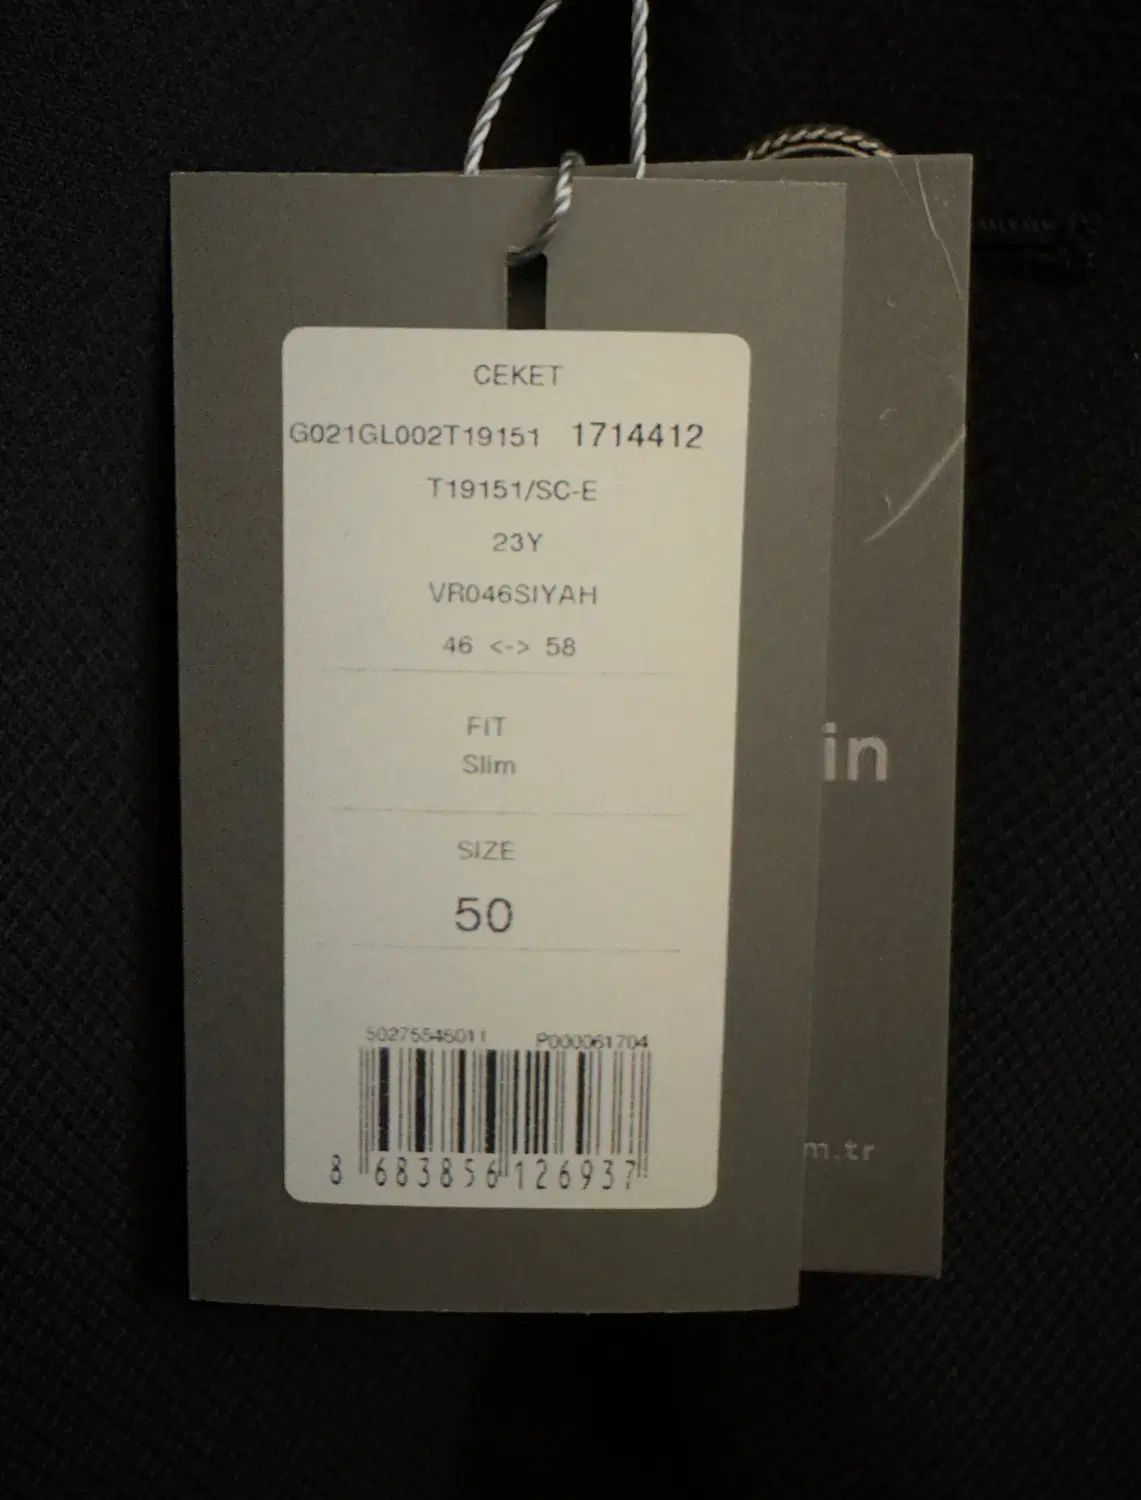 CEKET
G021GL002T19151 1714412
T19151/SC-E
23Y
VR046SIYAH
46 <-> 58
FIT
Slim
SIZE
50
50275546011 P000061704
8 683856 126937
in
m.tr